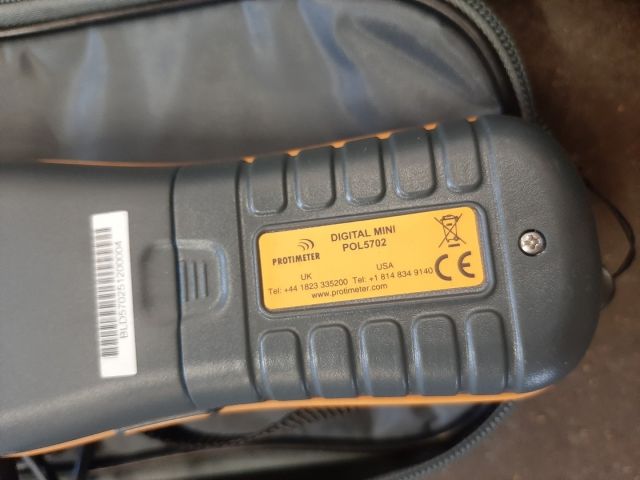 DIGITAL MINI
POL5702
PROTIMETER
UK
USA
Tel: +44 1823 335200 Tel: +1 814 834 9140
www.protimeter.com
CE
BLD570251200004